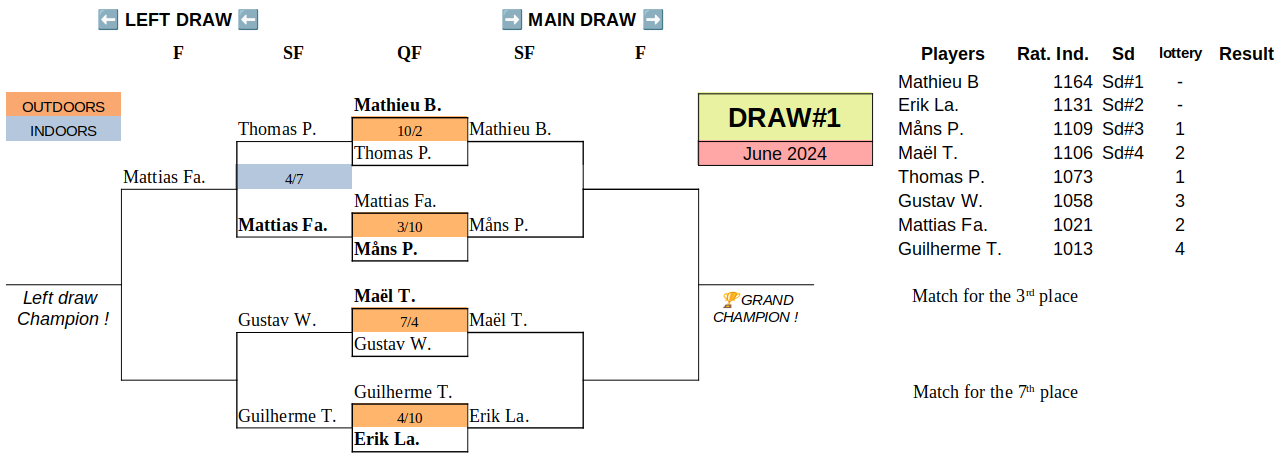 ⬅ LEFT DRAW ⬅ ➡ MAIN DRAW ➡
F SF QF SF F
Players Rat. Ind. Sd lottery Result
OUTDOORS
INDOORS
Mathieu B.
Thomas P. 10/2 Mathieu B.
Thomas P.
Mattias Fa. 4/7
Mattias Fa.
Mattias Fa. 3/10 Måns P.
Måns P.
Left draw
Champion !
Maël T.
Gustav W. 7/4 Maël T.
Gustav W.
Guilherme T.
Guilherme T. 4/10 Erik La.
Erik La.
DRAW#1
June 2024
🏆GRAND
CHAMPION !
Mathieu B 1164 Sd#1 -
Erik La. 1131 Sd#2 -
Måns P. 1109 Sd#3 1
Maël T. 1106 Sd#4 2
Thomas P. 1073 1
Gustav W. 1058 3
Mattias Fa. 1021 2
Guilherme T. 1013 4
Match for the 3rd place
Match for the 7th place